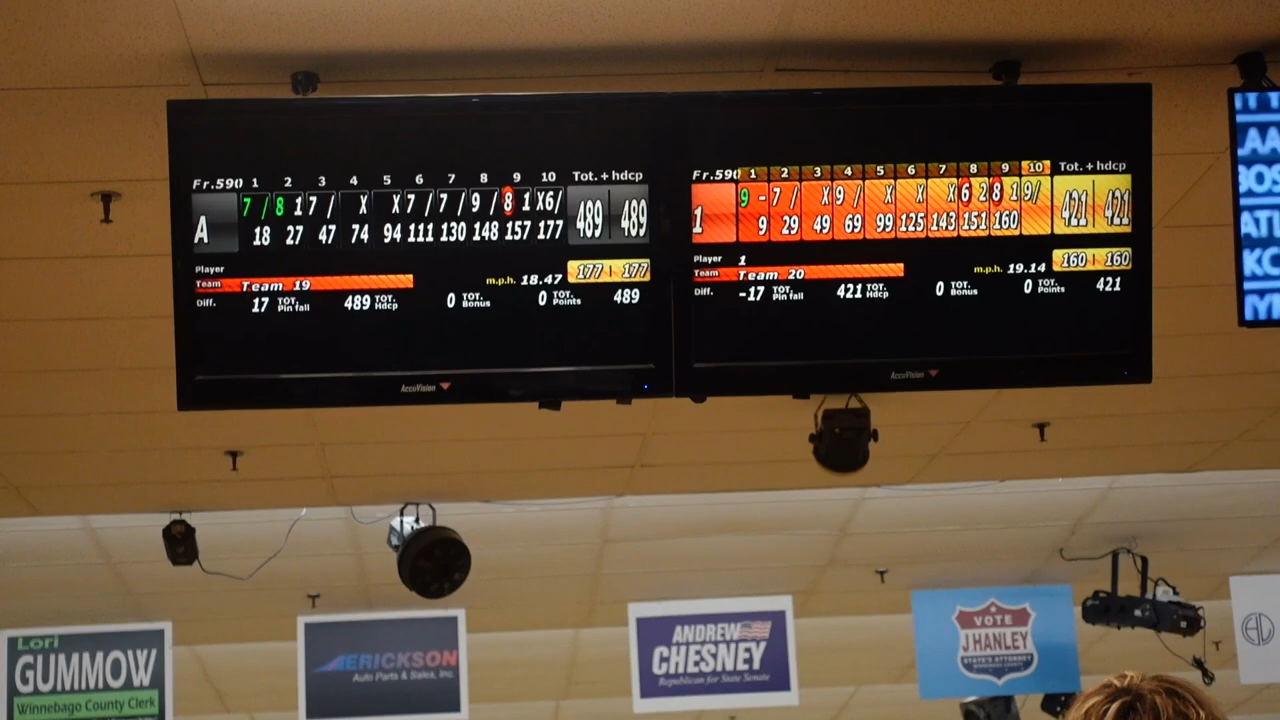 Fr.590 1 2 3 4 5 6 7 8 9 10 Tot. + hdcp
A 7 / 8 1 7 / X X 7 / 7 / 9 / 8 1 X 6 / 489 489
18 27 47 74 94 111 130 148 157 177
Player
Team Team 19 m.p.h. 18.47 177 | 177
Diff. 17 TOT. Pin fall 489 TOT. Hdcp 0 TOT. Bonus 0 TOT. Points 489
AccuVision
Fr.590 1 2 3 4 5 6 7 8 9 10 Tot. + hdcp
1 9 - 7 / X 9 / X X X 6 2 8 1 9 / 421 421
9 29 49 69 99 125 143 151 160
Player 1
Team Team 20 m.p.h. 19.14 160 | 160
Diff. -17 TOT. Pin fall 421 TOT. Hdcp 0 TOT. Bonus 0 TOT. Points 421
AccuVision
BOS
ATL
KC
Lori
GUMMOW
Winnebago County Clerk
ERICKSON
Auto Parts & Sales, Inc.
ANDREW
CHESNEY
Republican for State Senate
VOTE
J HANLEY
STATE'S ATTORNEY
WINNEBAGO COUNTY